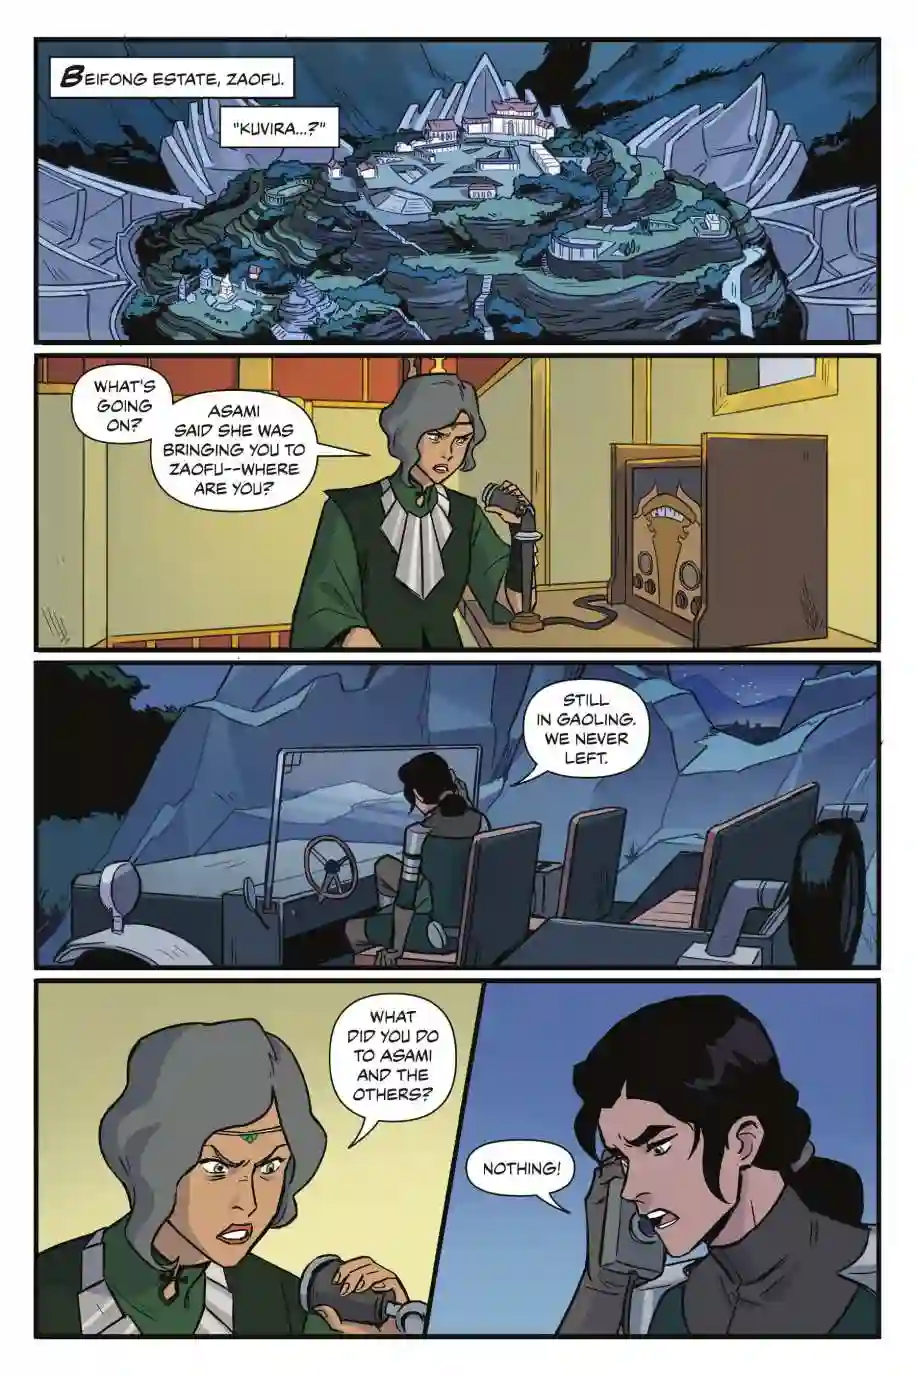 BEIFONG ESTATE, ZAOFU.
"KUVIRA...?"
WHAT'S
GOING
ON?
ASAMI
SAID SHE WAS
BRINGING YOU TO
ZAOFU--WHERE
ARE YOU?
STILL
IN GAOLING.
WE NEVER
LEFT.
WHAT
DID YOU DO
TO ASAMI
AND THE
OTHERS?
NOTHING!